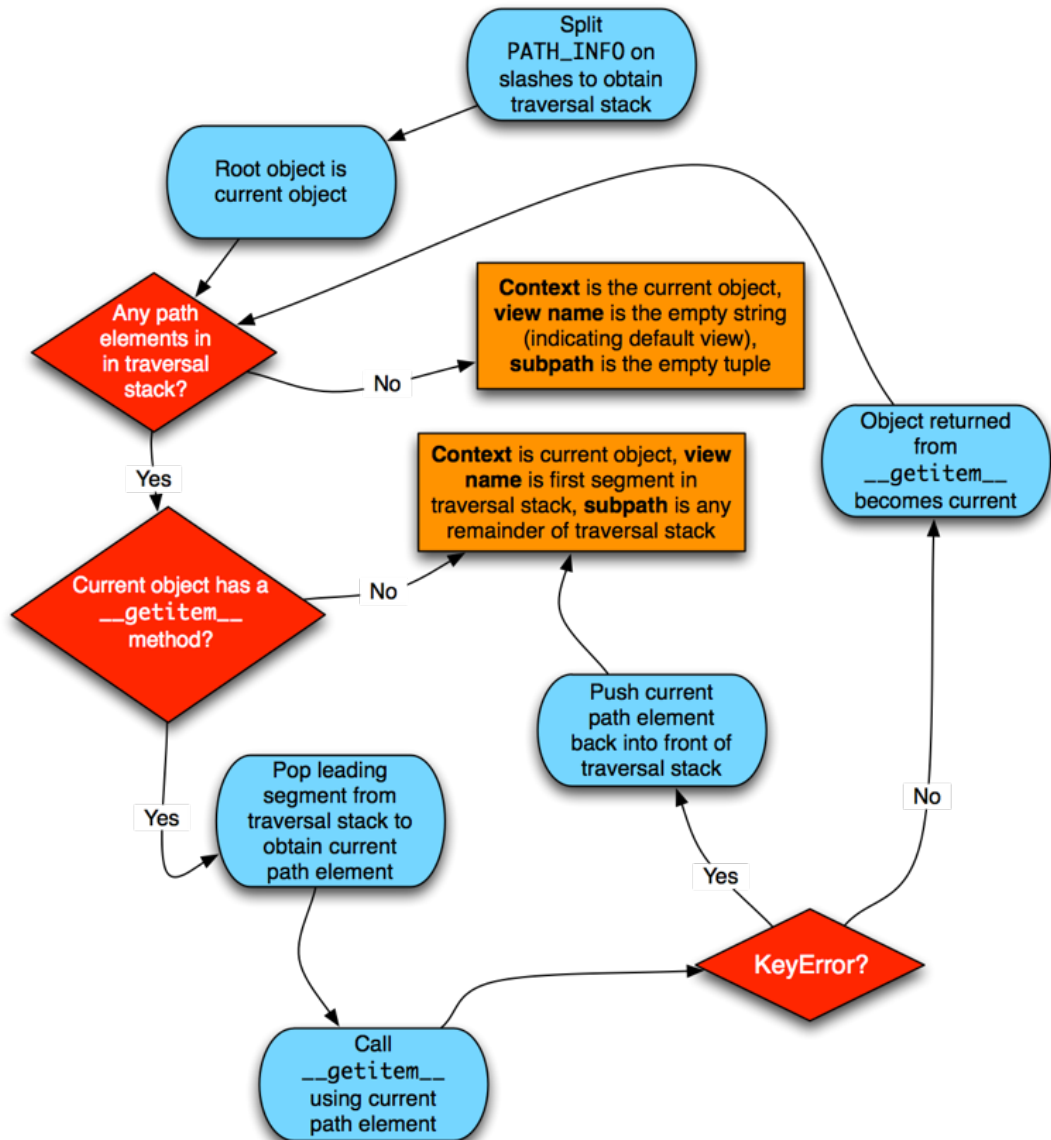 Split
PATH_INFO on
slashes to obtain
traversal stack
Root object is
current object
Any path
elements in
in traversal
stack?
No
Context is the current object,
view name is the empty string
(indicating default view),
subpath is the empty tuple
Yes
Context is current object, view
name is first segment in
traversal stack, subpath is any
remainder of traversal stack
Object returned
from
__getitem__
becomes current
Current object has a
__getitem__
method?
No
Push current
path element
back into front of
traversal stack
Yes
Pop leading
segment from
traversal stack to
obtain current
path element
No
Yes
KeyError?
Call
__getitem__
using current
path element